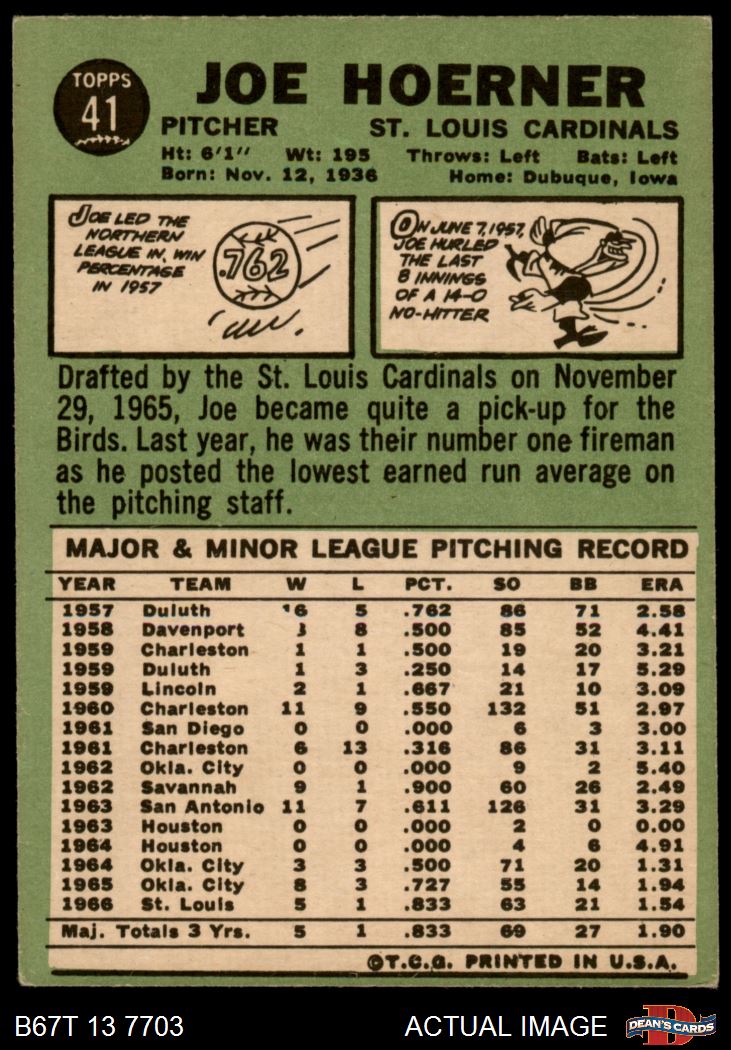 TOPPS
41
JOE HOERNER
PITCHER ST. LOUIS CARDINALS
Ht: 6'1" Wt: 195 Throws: Left Bats: Left
Born: Nov. 12, 1936 Home: Dubuque, Iowa
JOE LED THE
NORTHERN
LEAGUE IN WIN
PERCENTAGE
IN 1957
.762
ON JUNE 7, 1957,
JOE HURLED
THE LAST
8 INNINGS
OF A 14-0
NO-HITTER
Drafted by the St. Louis Cardinals on November
29, 1965, Joe became quite a pick-up for the
Birds. Last year, he was their number one fireman
as he posted the lowest earned run average on
the pitching staff.
MAJOR & MINOR LEAGUE PITCHING RECORD
YEAR TEAM W L PCT. SO BB ERA
1957 Duluth 16 5 .762 86 71 2.58
1958 Davenport 8 .500 85 52 4.41
1959 Charleston 1 1 .500 19 20 3.21
1959 Duluth 1 3 .250 14 17 5.29
1959 Lincoln 2 1 .667 21 10 3.09
1960 Charleston 11 9 .550 132 51 2.97
1961 San Diego 0 0 .000 6 3 3.00
1961 Charleston 6 13 .316 86 31 3.11
1962 Okla. City 0 0 .000 9 2 5.40
1962 Savannah 9 1 .900 60 26 2.49
1963 San Antonio 11 7 .611 126 31 3.29
1963 Houston 0 0 .000 2 0 0.00
1964 Houston 0 0 .000 4 6 4.91
1964 Okla. City 3 3 .500 71 20 1.31
1965 Okla. City 8 3 .727 55 14 1.94
1966 St. Louis 5 1 .833 63 21 1.54
Maj. Totals 3 Yrs. 5 1 .833 69 27 1.90
©T.C.G. PRINTED IN U.S.A.
B67T 13 7703 ACTUAL IMAGE DEAN'S CARDS